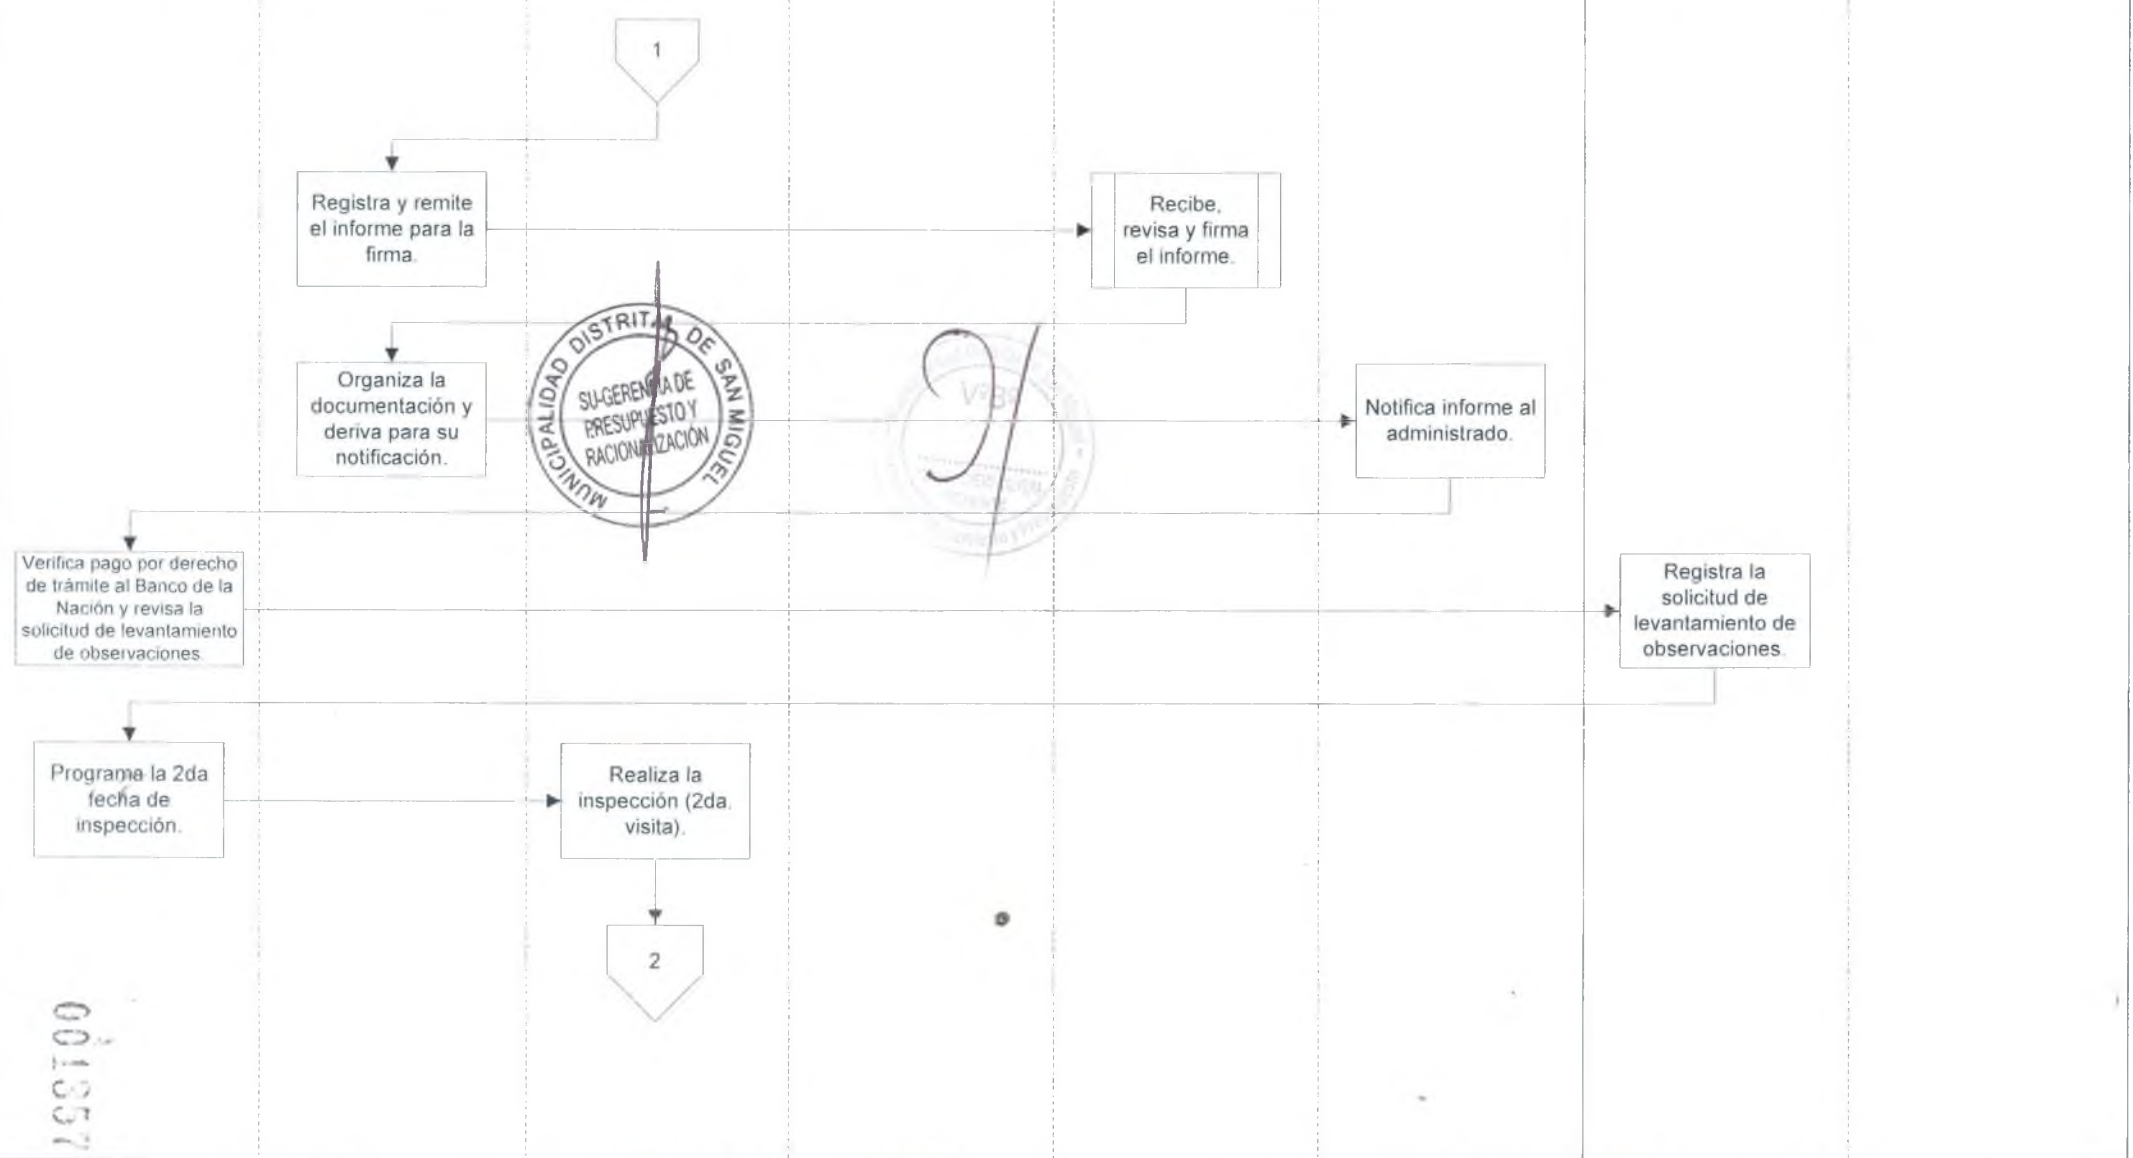 1
Registra y remite
el informe para la
firma.
Recibe,
revisa y firma
el informe.
MUNICIPALIDAD DISTRITAL DE SAN MIGUEL
SU-GERENCIA DE
PRESUPUESTO Y
RACIONALIZACIÓN
VºBº
Organiza la
documentación y
deriva para su
notificación.
Notifica informe al
administrado.
Verifica pago por derecho
de trámite al Banco de la
Nación y revisa la
solicitud de levantamiento
de observaciones.
Registra la
solicitud de
levantamiento de
observaciones.
Programa la 2da
fecha de
inspección.
Realiza la
inspección (2da.
visita).
2
001357